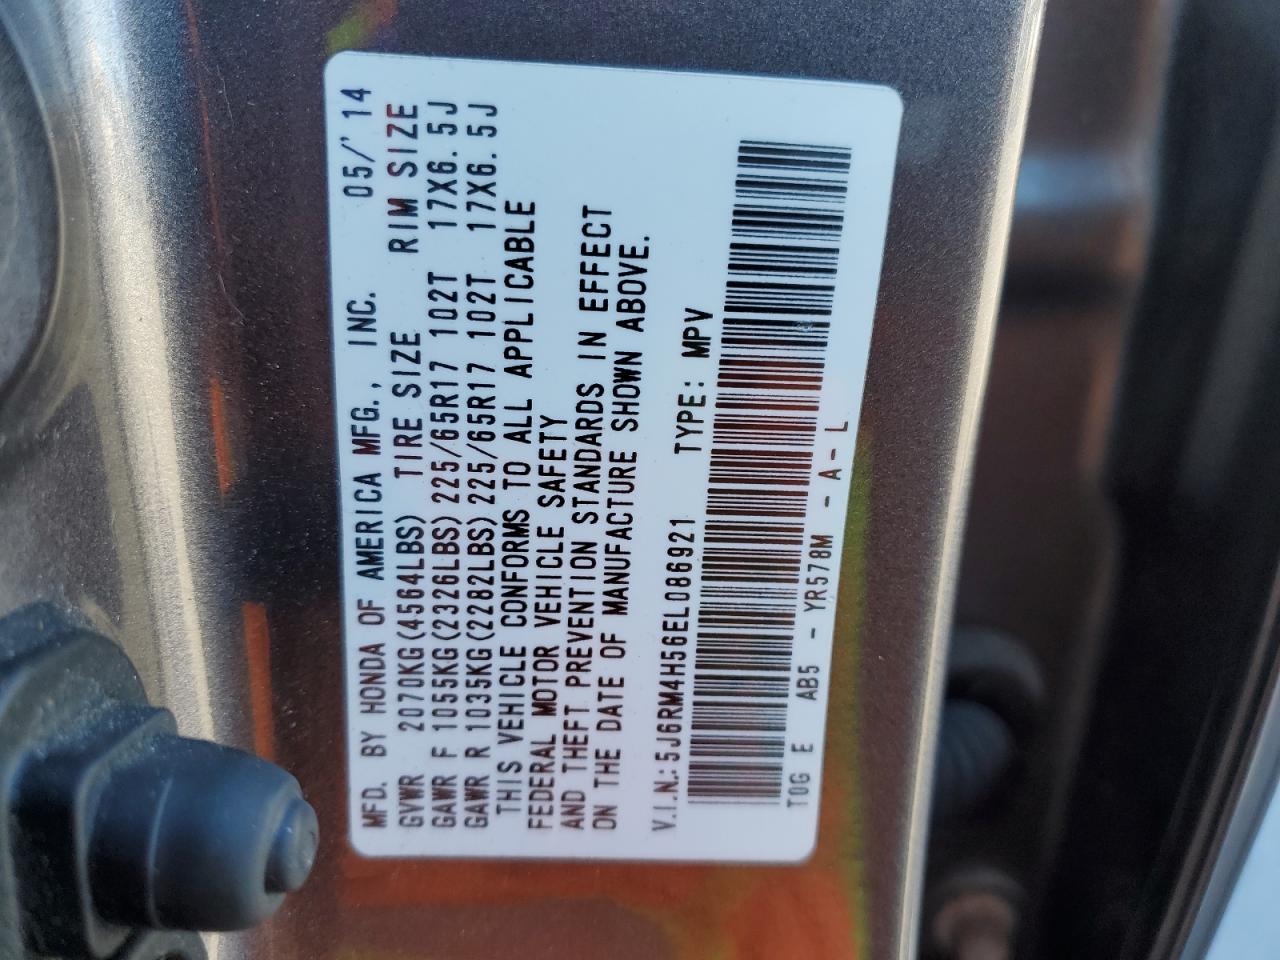 MFD. BY HONDA OF AMERICA MFG., INC. 05/'14
GVWR 2070KG(4564LBS) TIRE SIZE RIM SIZE
GAWR F 1055KG(2326LBS) 225/65R17 102T 17X6.5J
GAWR R 1035KG(2282LBS) 225/65R17 102T 17X6.5J
THIS VEHICLE CONFORMS TO ALL APPLICABLE
FEDERAL MOTOR VEHICLE SAFETY
AND THEFT PREVENTION STANDARDS IN EFFECT
ON THE DATE OF MANUFACTURE SHOWN ABOVE.
V.I.N.: 5J6RM4H56EL086921 TYPE: MPV
TOG E AB5 - YR578M - A - L